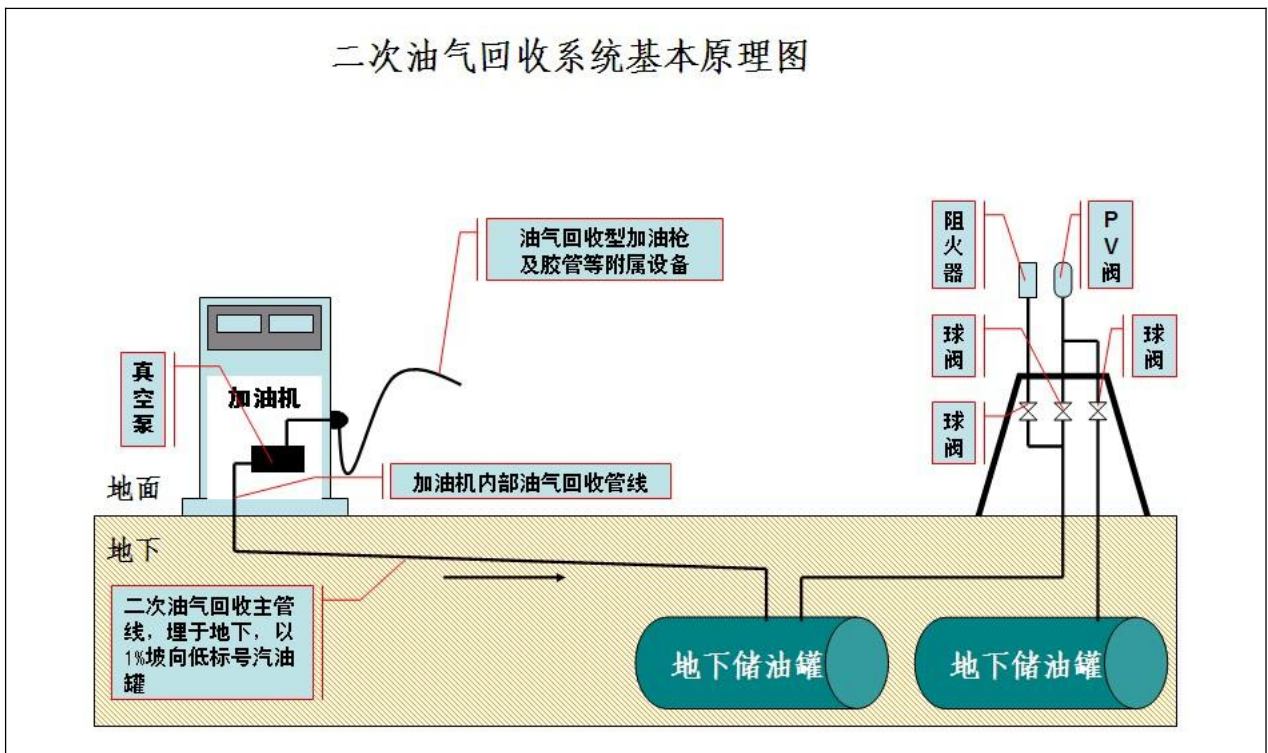 二次油气回收系统基本原理图
油气回收型加油枪
及胶管等附属设备
阻火器
PV阀
球阀
球阀
真空泵
加油机
球阀
加油机内部油气回收管线
地面
地下
二次油气回收主管
线，埋于地下，以
1%坡向低标号汽油
罐
地下储油罐
地下储油罐